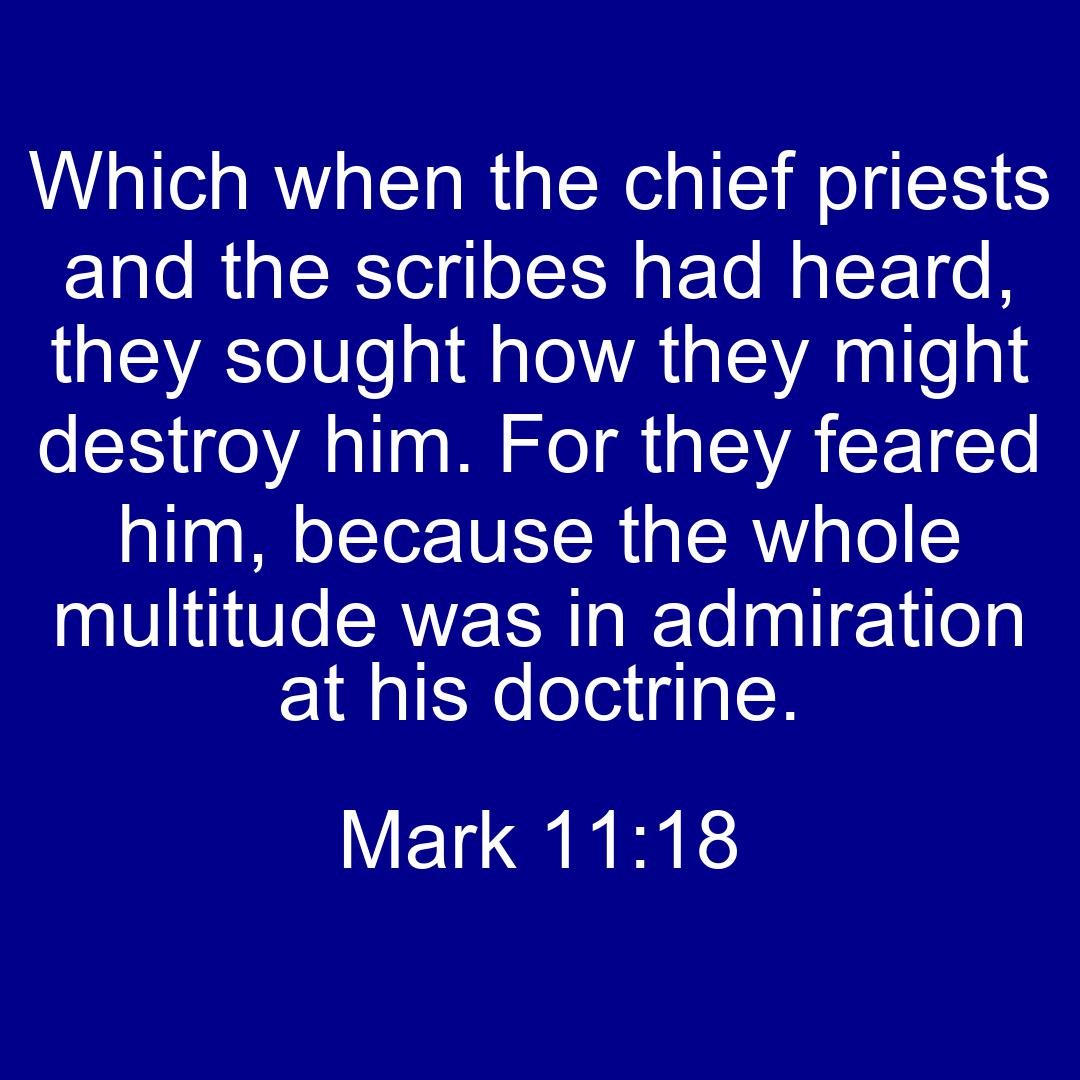 Which when the chief priests
and the scribes had heard,
they sought how they might
destroy him. For they feared
him, because the whole
multitude was in admiration
at his doctrine.
Mark 11:18